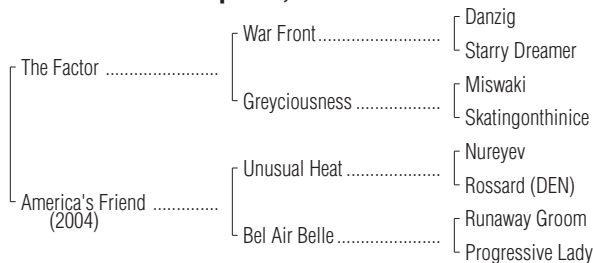 Danzig
War Front
Starry Dreamer
The Factor
Miswaki
Greyciousness
Skatingonthinice
Nureyev
Unusual Heat
Rossard (DEN)
America's Friend
(2004)
Runaway Groom
Bel Air Belle
Progressive Lady